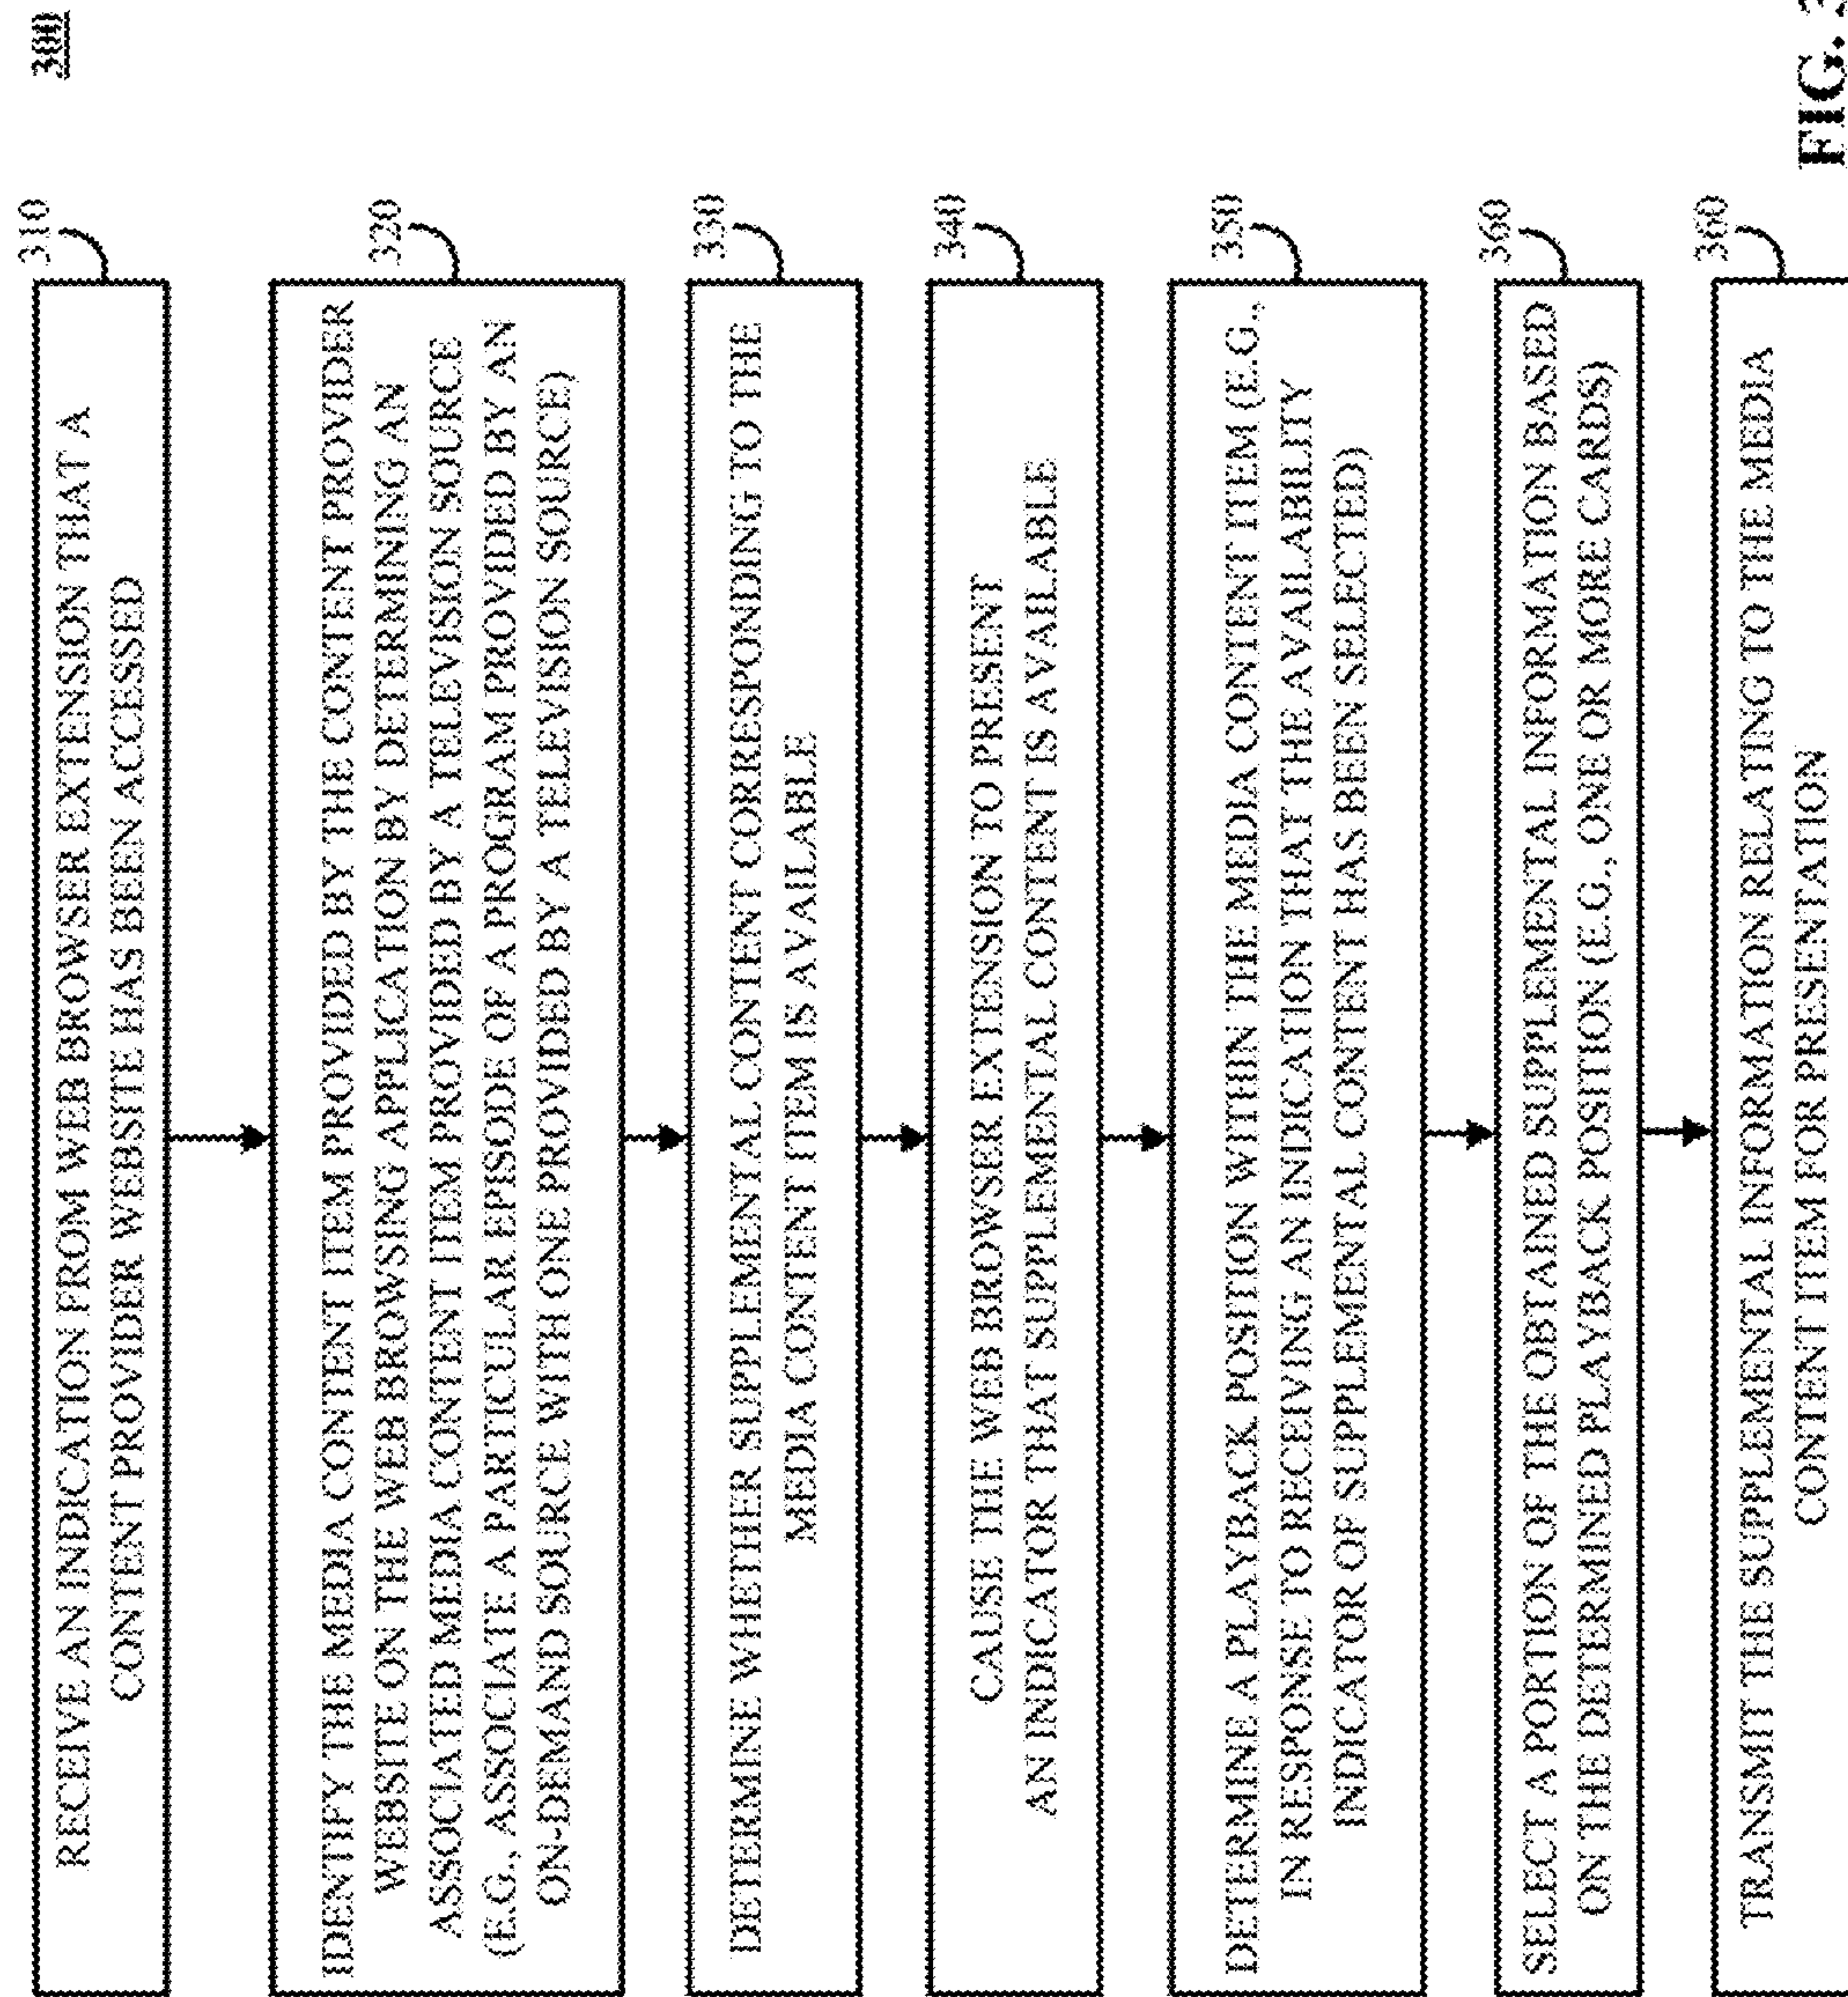 300
310
RECEIVE AN INDICATION FROM WEB BROWSER EXTENSION THAT A
CONTENT PROVIDER WEBSITE HAS BEEN ACCESSED
320
IDENTIFY THE MEDIA CONTENT ITEM PROVIDED BY THE CONTENT PROVIDER
WEBSITE ON THE WEB BROWSING APPLICATION BY DETERMINING AN
ASSOCIATED MEDIA CONTENT ITEM PROVIDED BY A TELEVISION SOURCE
(E.G., ASSOCIATE A PARTICULAR EPISODE OF A PROGRAM PROVIDED BY AN
ON-DEMAND SOURCE WITH ONE PROVIDED BY A TELEVISION SOURCE)
330
DETERMINE WHETHER SUPPLEMENTAL CONTENT CORRESPONDING TO THE
MEDIA CONTENT ITEM IS AVAILABLE
340
CAUSE THE WEB BROWSER EXTENSION TO PRESENT
AN INDICATOR THAT SUPPLEMENTAL CONTENT IS AVAILABLE
350
DETERMINE A PLAYBACK POSITION WITHIN THE MEDIA CONTENT ITEM (E.G.,
IN RESPONSE TO RECEIVING AN INDICATION THAT THE AVAILABILITY
INDICATOR OF SUPPLEMENTAL CONTENT HAS BEEN SELECTED)
360
SELECT A PORTION OF THE OBTAINED SUPPLEMENTAL INFORMATION BASED
ON THE DETERMINED PLAYBACK POSITION (E.G., ONE OR MORE CARDS)
360
TRANSMIT THE SUPPLEMENTAL INFORMATION RELATING TO THE MEDIA
CONTENT ITEM FOR PRESENTATION
FIG. 3